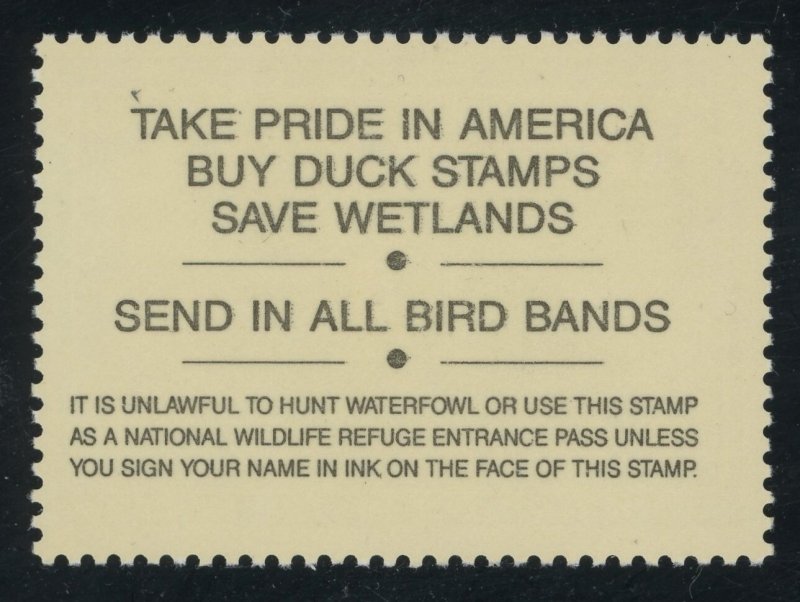 TAKE PRIDE IN AMERICA
BUY DUCK STAMPS
SAVE WETLANDS
SEND IN ALL BIRD BANDS
IT IS UNLAWFUL TO HUNT WATERFOWL OR USE THIS STAMP
AS A NATIONAL WILDLIFE REFUGE ENTRANCE PASS UNLESS
YOU SIGN YOUR NAME IN INK ON THE FACE OF THIS STAMP.